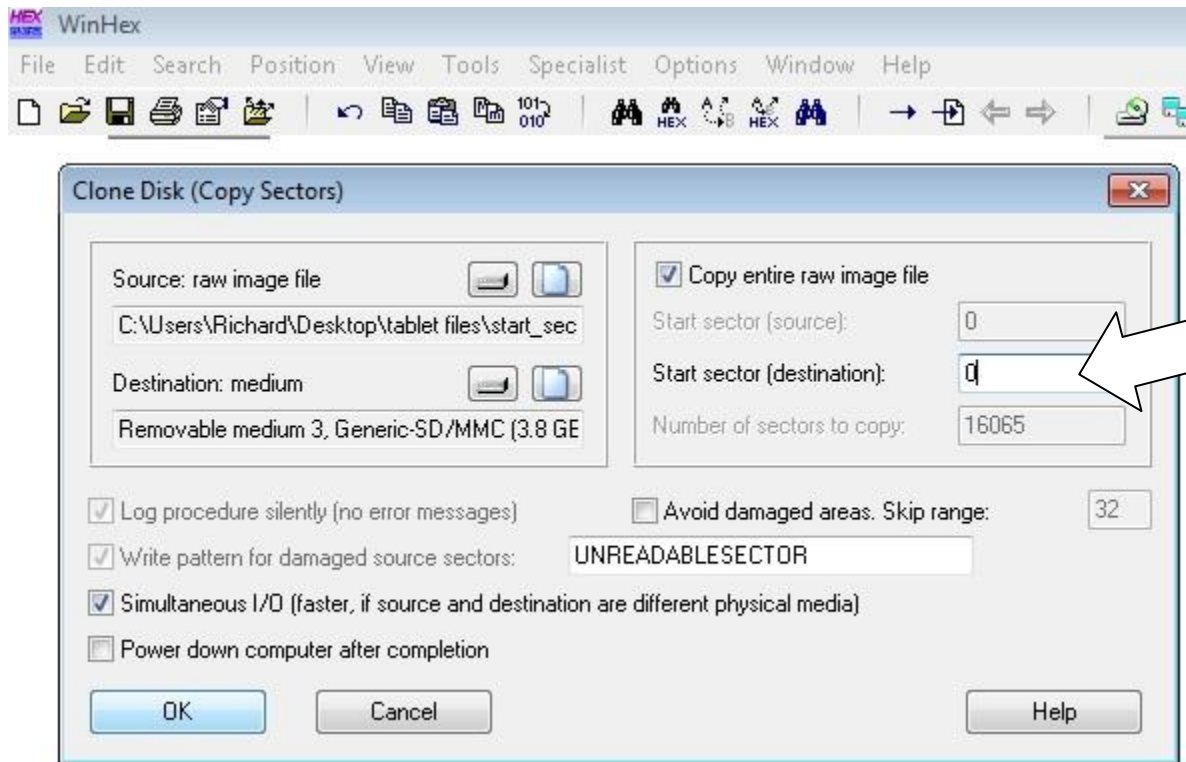 WinHex
File Edit Search Position View Tools Specialist Options Window Help
Clone Disk (Copy Sectors)
Source: raw image file
C:\Users\Richard\Desktop\tablet files\start_sec
Destination: medium
Removable medium 3, Generic-SD/MMC (3.8 GE
Copy entire raw image file
Start sector (source): 0
Start sector (destination): 0
Number of sectors to copy: 16065
Log procedure silently (no error messages)
Avoid damaged areas. Skip range: 32
Write pattern for damaged source sectors: UNREADABLESECTOR
Simultaneous I/O (faster, if source and destination are different physical media)
Power down computer after completion
OK Cancel Help